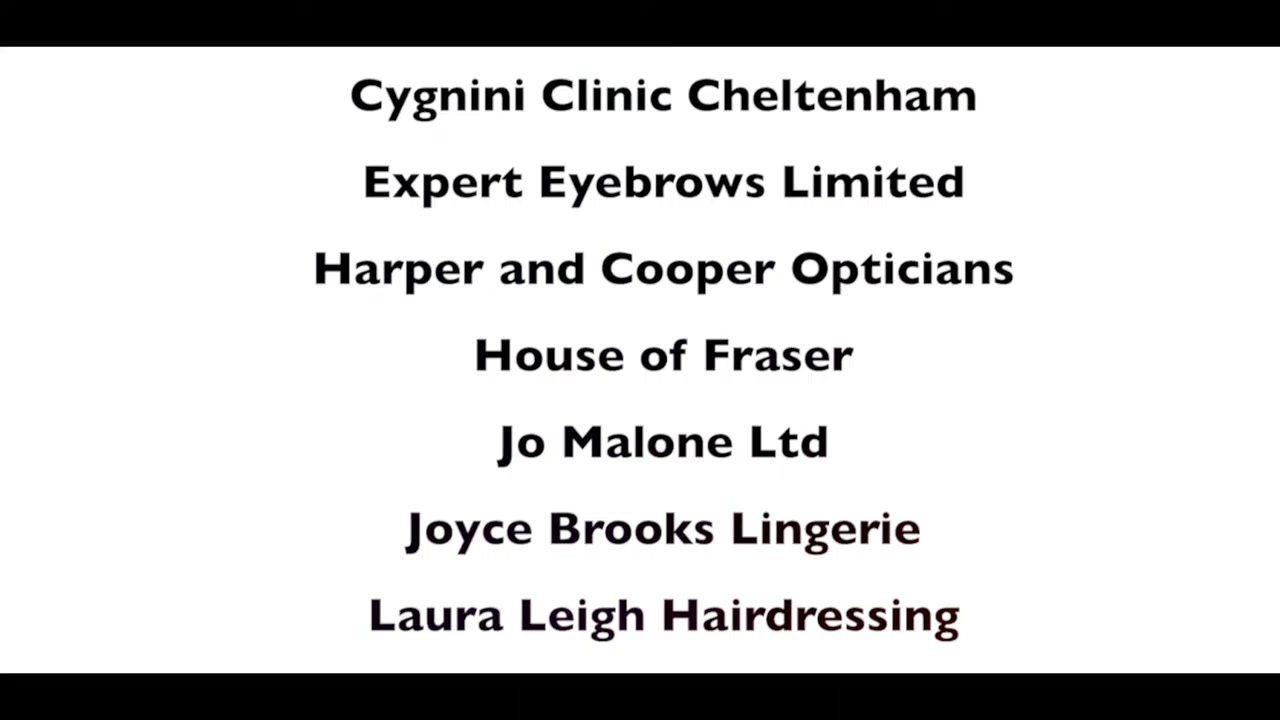 Cygnini Clinic Cheltenham
Expert Eyebrows Limited
Harper and Cooper Opticians
House of Fraser
Jo Malone Ltd
Joyce Brooks Lingerie
Laura Leigh Hairdressing